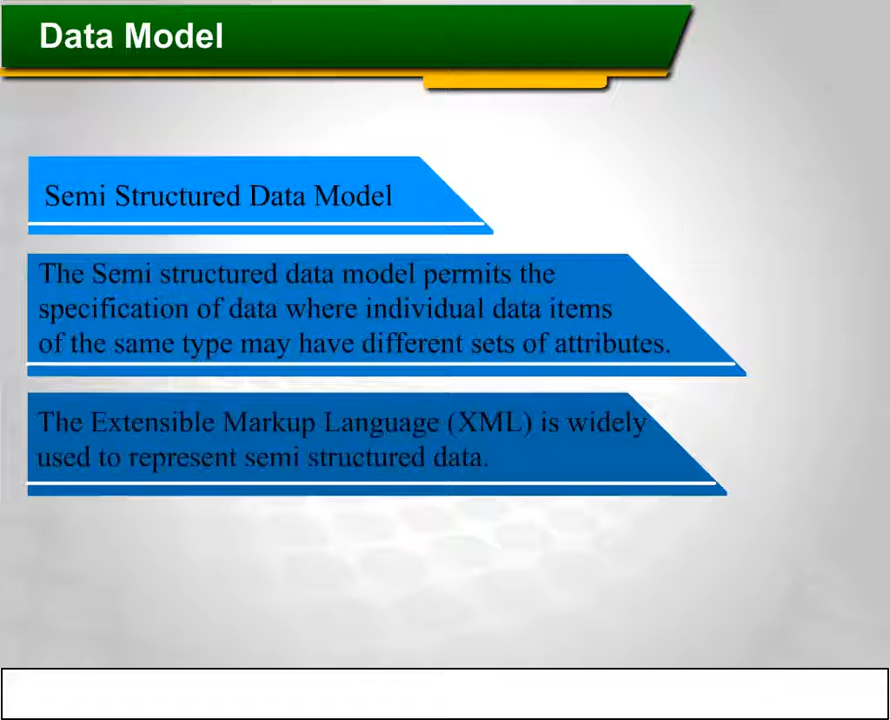 Data Model
Semi Structured Data Model
The Semi structured data model permits the
specification of data where individual data items
of the same type may have different sets of attributes.
The Extensible Markup Language (XML) is widely
used to represent semi structured data.